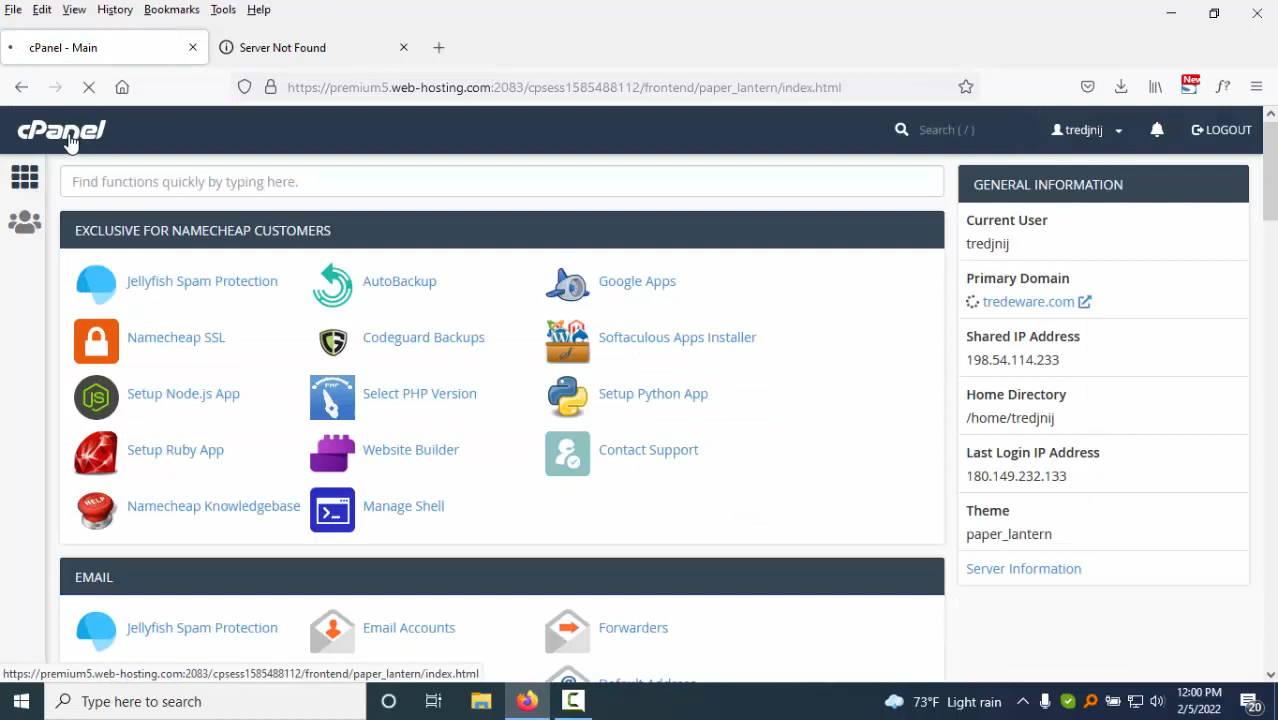 File Edit View History Bookmarks Tools Help
cPanel - Main
Server Not Found
https://premium5.web-hosting.com:2083/cpsess1585488112/frontend/paper_lantern/index.html
New
f?
cPanel
Search ( / )
tredjnij
LOGOUT
Find functions quickly by typing here.
EXCLUSIVE FOR NAMECHEAP CUSTOMERS
Jellyfish Spam Protection
AutoBackup
Google Apps
Namecheap SSL
Codeguard Backups
Softaculous Apps Installer
Setup Node.js App
PHP
Select PHP Version
Setup Python App
Setup Ruby App
Website Builder
Contact Support
HELP
Namecheap Knowledgebase
Manage Shell
EMAIL
Jellyfish Spam Protection
Email Accounts
Forwarders
Default Address
GENERAL INFORMATION
Current User
tredjnij
Primary Domain
tredeware.com
Shared IP Address
198.54.114.233
Home Directory
/home/tredjnij
Last Login IP Address
180.149.232.133
Theme
paper_lantern
Server Information
https://premium5.web-hosting.com:2083/cpsess1585488112/frontend/paper_lantern/index.html
Type here to search
73°F Light rain
12:00 PM
2/5/2022
20